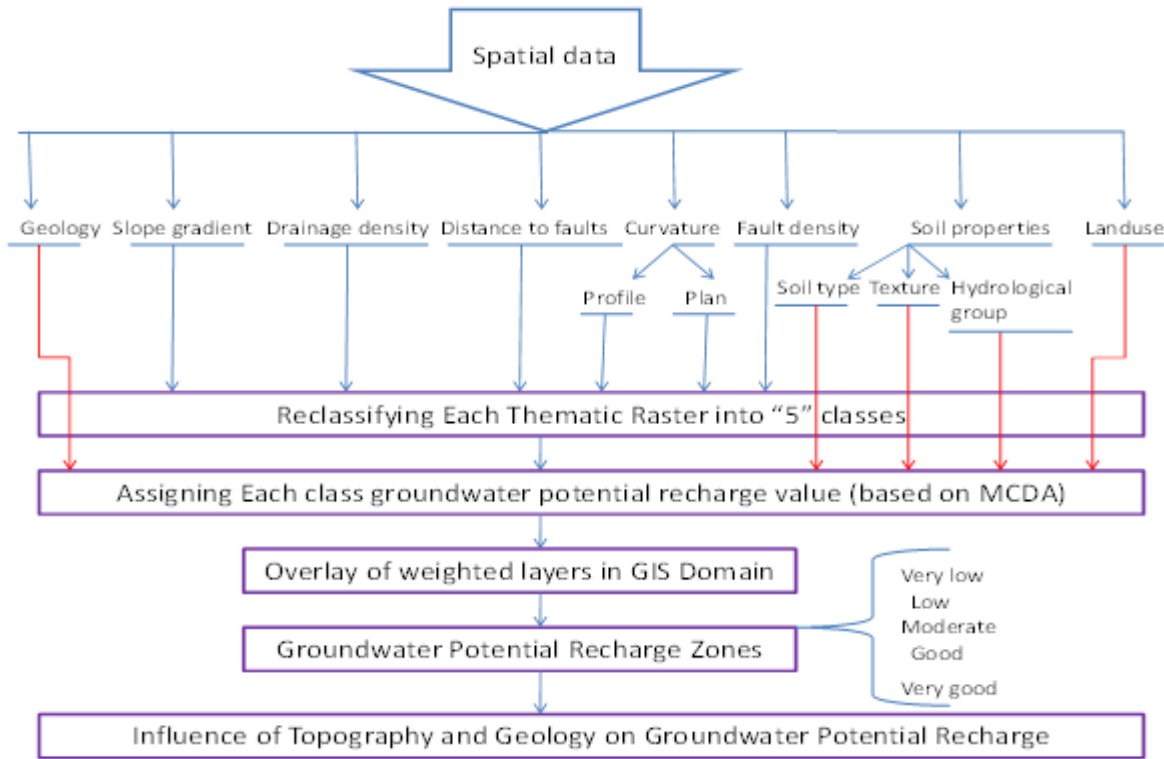 Spatial data
Geology
Slope gradient
Drainage density
Distance to faults
Curvature
Fault density
Soil properties
Landuse
Profile
Plan
Soil type
Texture
Hydrological
group
Reclassifying Each Thematic Raster into “5” classes
Assigning Each class groundwater potential recharge value (based on MCDA)
Overlay of weighted layers in GIS Domain
Very low
Low
Moderate
Good
Very good
Groundwater Potential Recharge Zones
Influence of Topography and Geology on Groundwater Potential Recharge